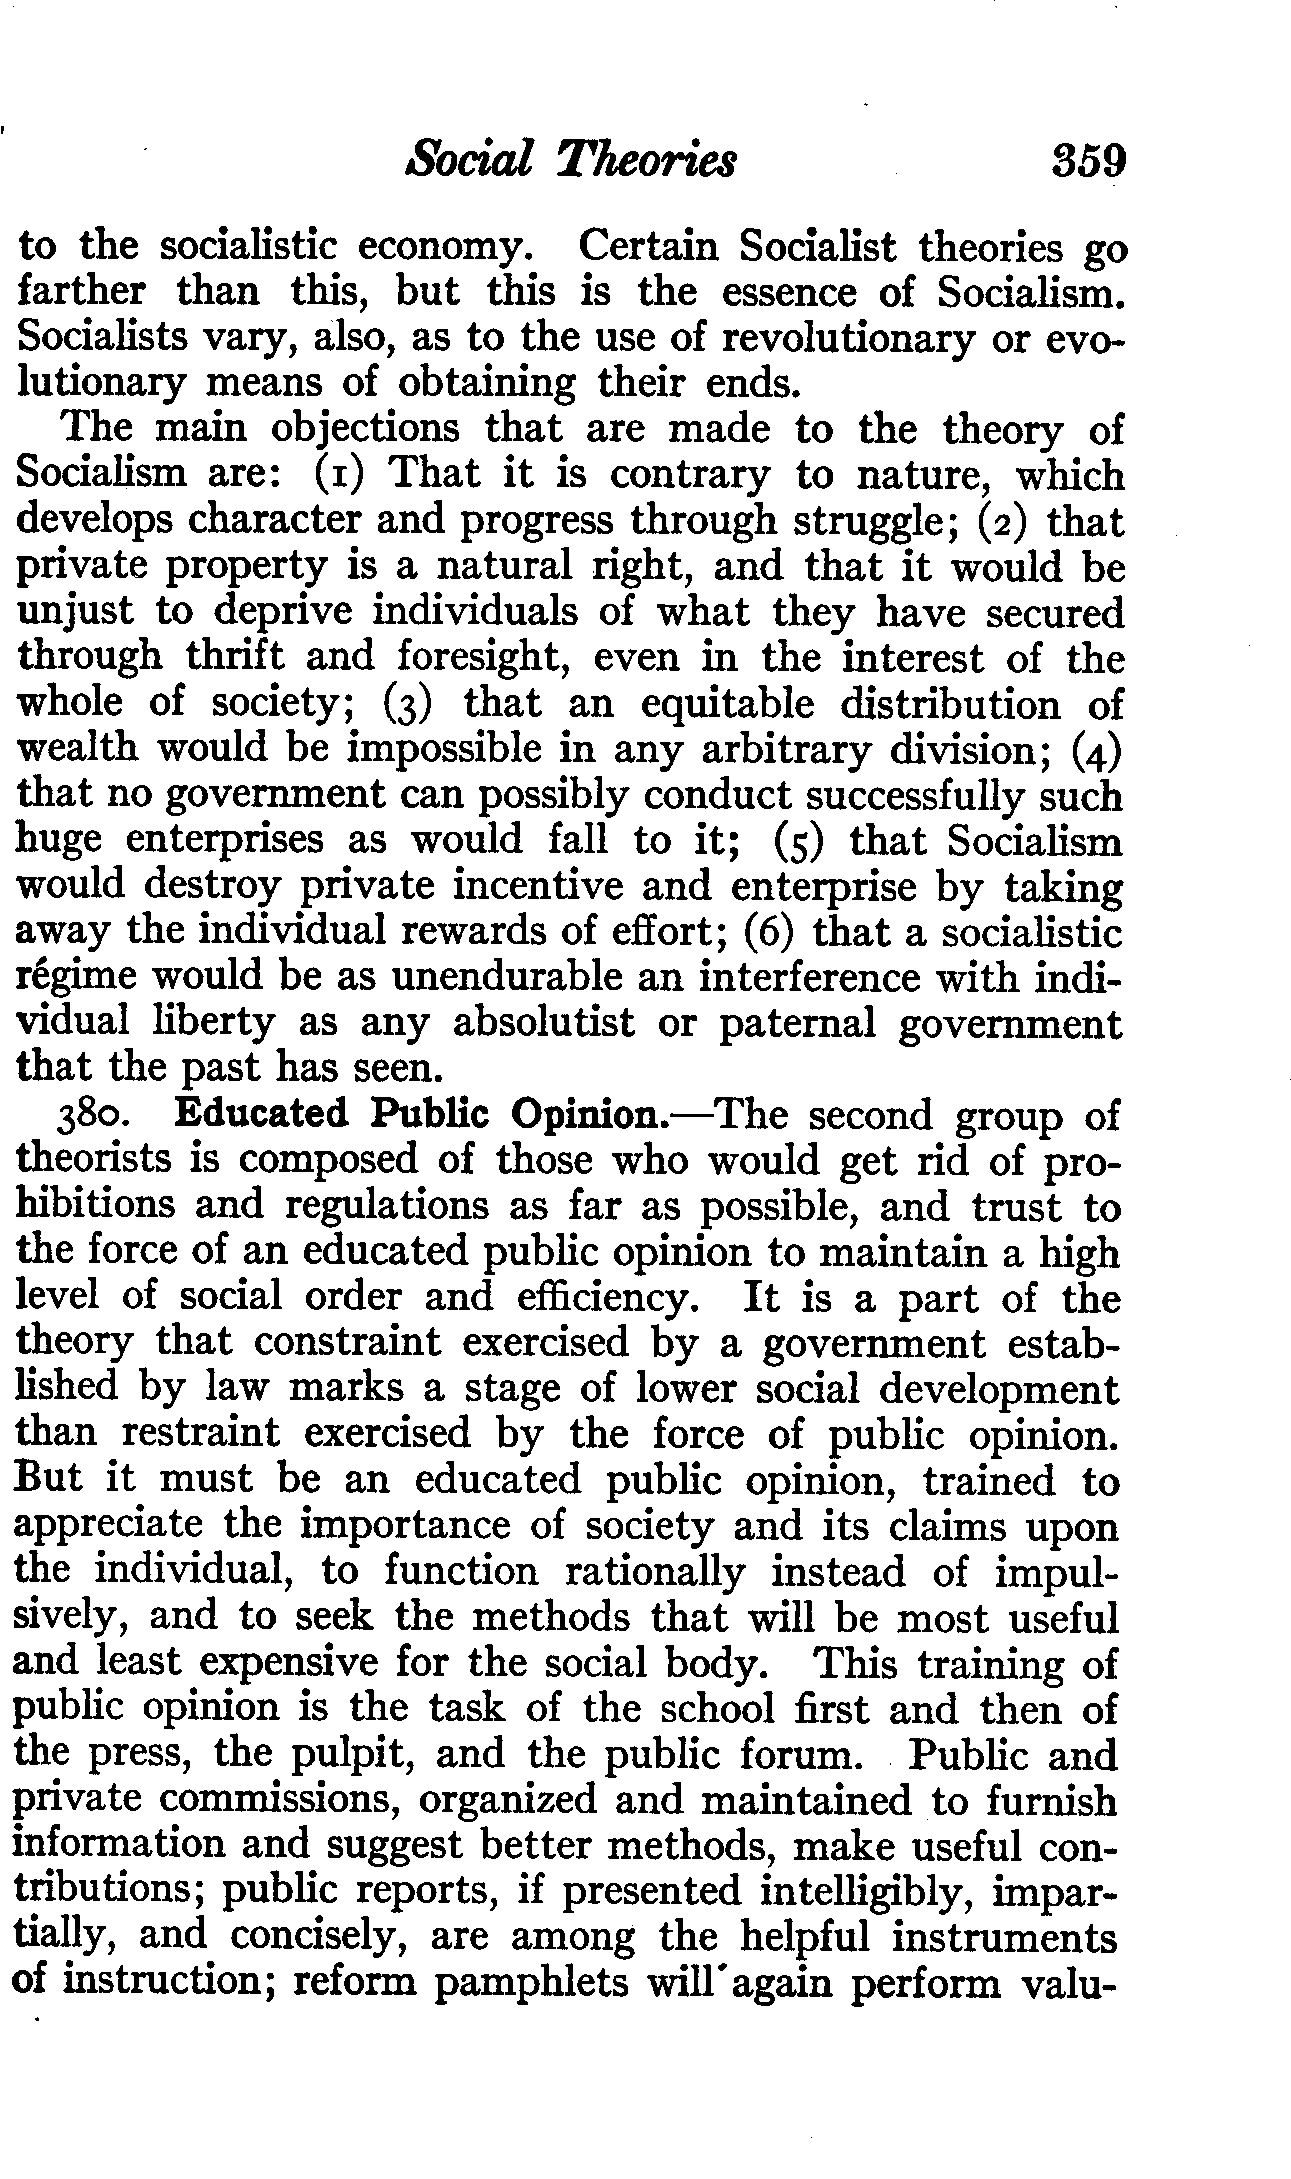 Social Theories 359
to the socialistic economy. Certain Socialist theories go
farther than this, but this is the essence of Socialism.
Socialists vary, also, as to the use of revolutionary or evo-
lutionary means of obtaining their ends.
The main objections that are made to the theory of
Socialism are: (1) That it is contrary to nature, which
develops character and progress through struggle; (2) that
private property is a natural right, and that it would be
unjust to deprive individuals of what they have secured
through thrift and foresight, even in the interest of the
whole of society; (3) that an equitable distribution of
wealth would be impossible in any arbitrary division; (4)
that no government can possibly conduct successfully such
huge enterprises as would fall to it; (5) that Socialism
would destroy private incentive and enterprise by taking
away the individual rewards of effort; (6) that a socialistic
régime would be as unendurable an interference with indi-
vidual liberty as any absolutist or paternal government
that the past has seen.
380. Educated Public Opinion.—The second group of
theorists is composed of those who would get rid of pro-
hibitions and regulations as far as possible, and trust to
the force of an educated public opinion to maintain a high
level of social order and efficiency. It is a part of the
theory that constraint exercised by a government estab-
lished by law marks a stage of lower social development
than restraint exercised by the force of public opinion.
But it must be an educated public opinion, trained to
appreciate the importance of society and its claims upon
the individual, to function rationally instead of impul-
sively, and to seek the methods that will be most useful
and least expensive for the social body. This training of
public opinion is the task of the school first and then of
the press, the pulpit, and the public forum. Public and
private commissions, organized and maintained to furnish
information and suggest better methods, make useful con-
tributions; public reports, if presented intelligibly, impar-
tially, and concisely, are among the helpful instruments
of instruction; reform pamphlets will again perform valu-